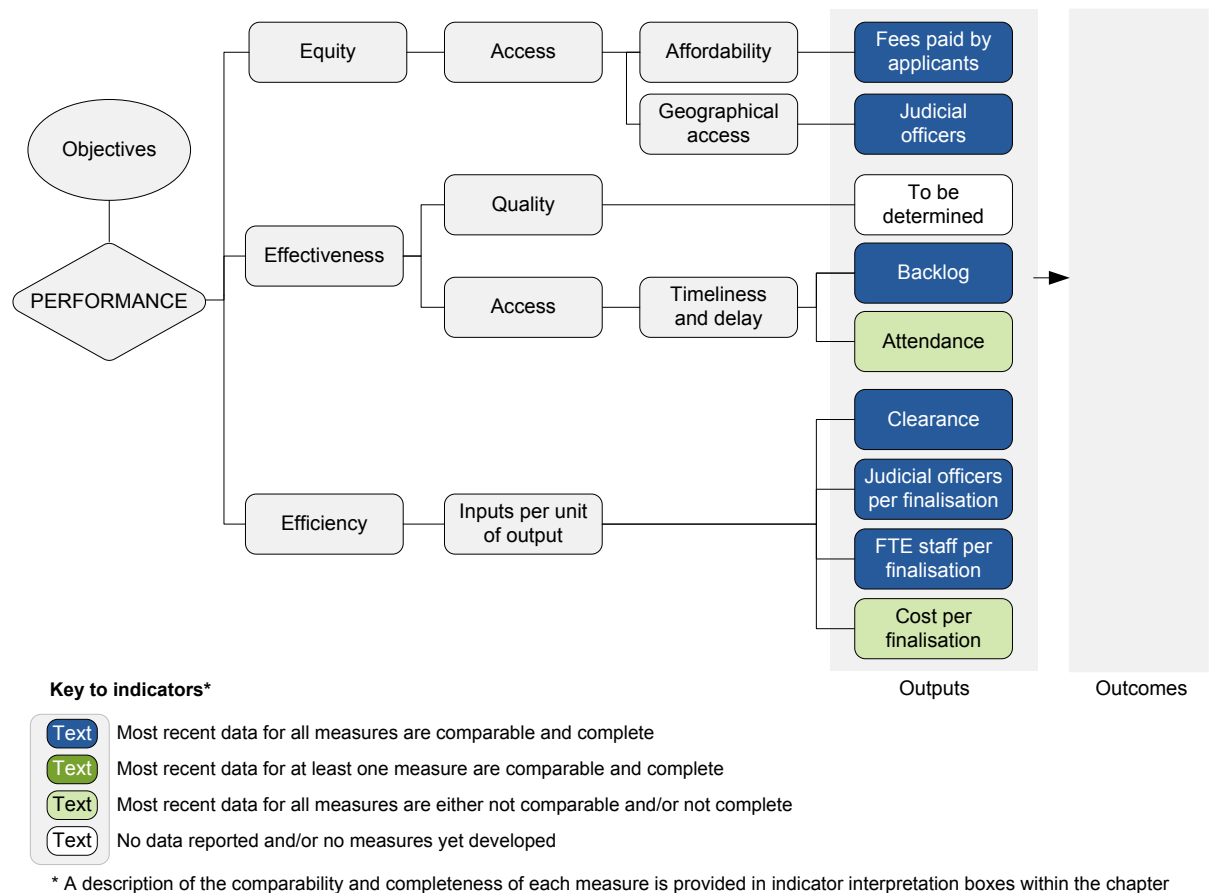 Equity
Access
Affordability
Fees paid by
applicants
Geographical
access
Judicial
officers
Objectives
PERFORMANCE
Effectiveness
Quality
To be
determined
Access
Timeliness
and delay
Backlog
Attendance
Efficiency
Inputs per unit
of output
Clearance
Judicial officers
per finalisation
FTE staff per
finalisation
Cost per
finalisation
Outputs
Outcomes
Key to indicators*
Text Most recent data for all measures are comparable and complete
Text Most recent data for at least one measure are comparable and complete
Text Most recent data for all measures are either not comparable and/or not complete
Text No data reported and/or no measures yet developed
* A description of the comparability and completeness of each measure is provided in indicator interpretation boxes within the chapter